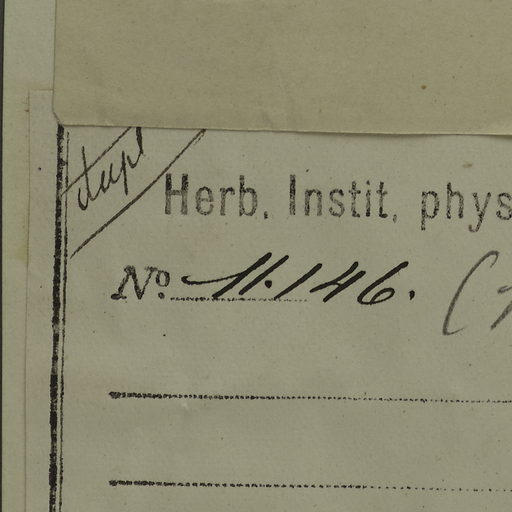 dupl
Herb. Instit. phys
No. 11.146. (